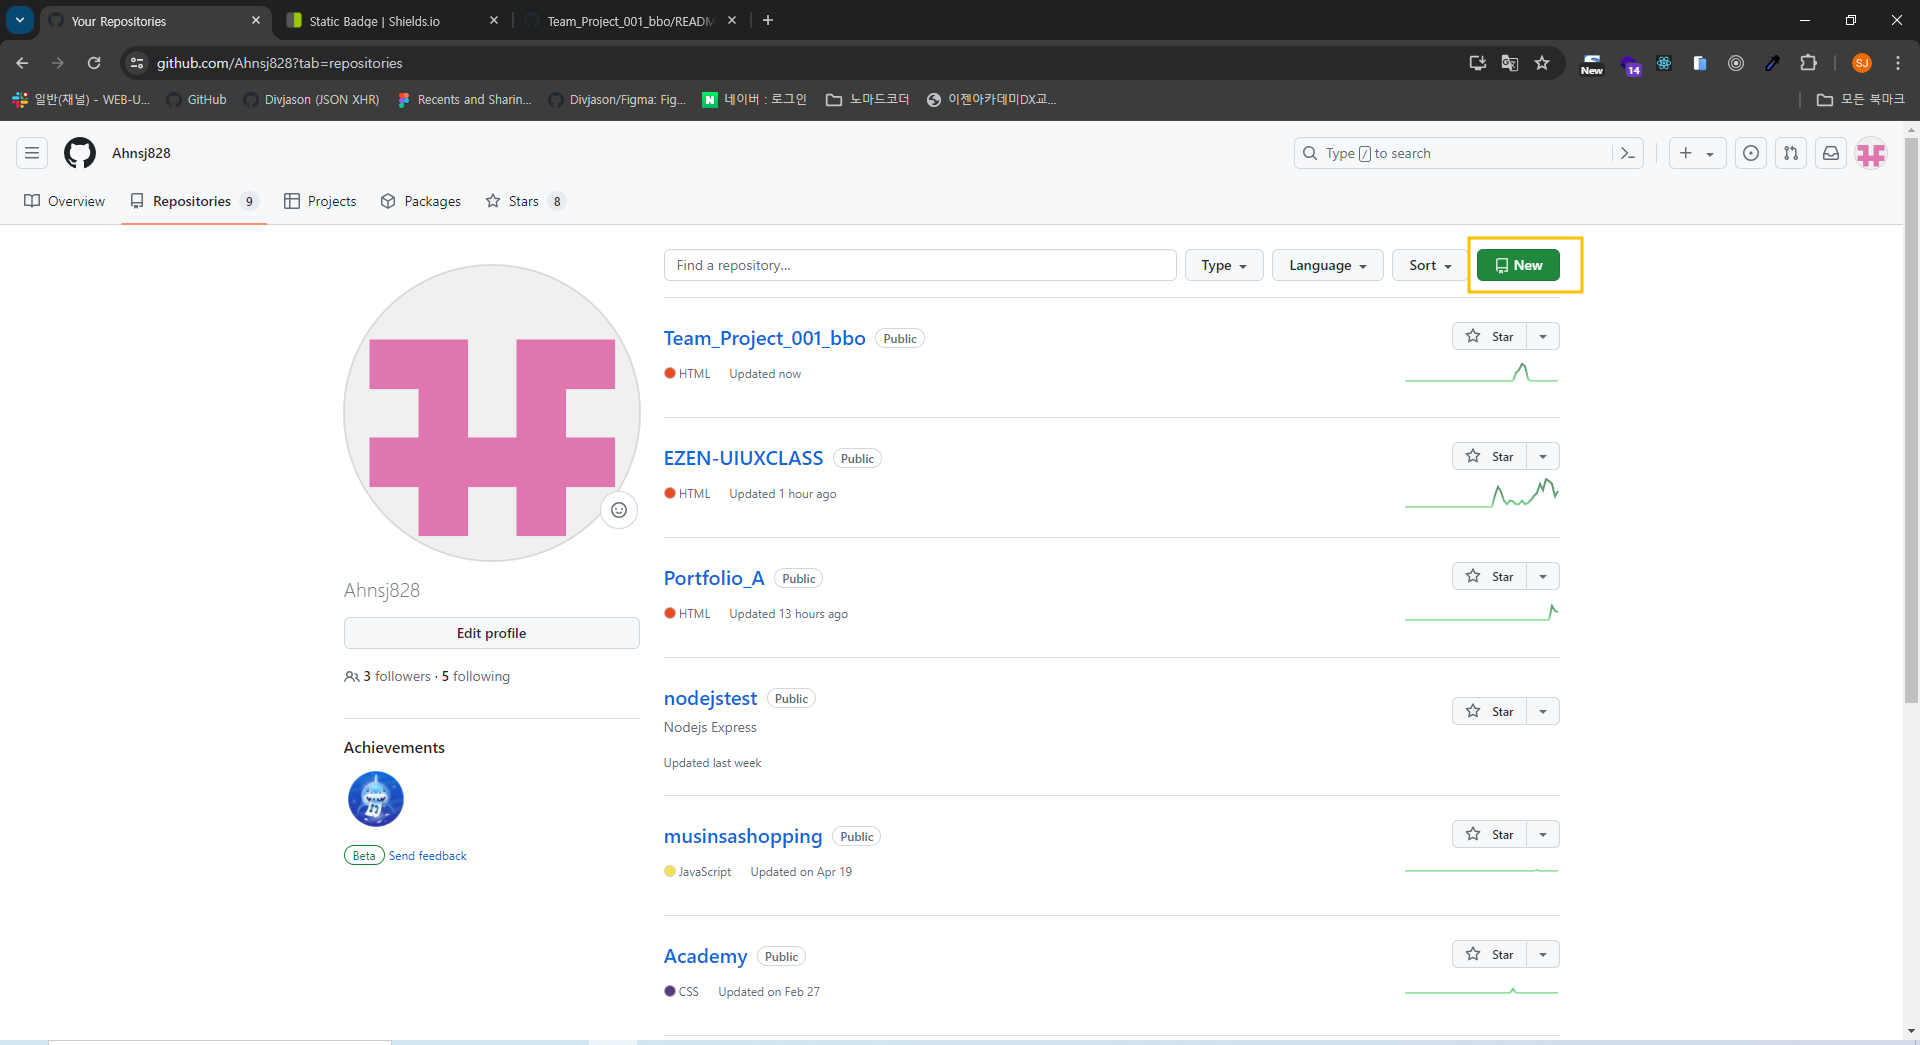 Your Repositories
Static Badge | Shields.io
Team_Project_001_bbo/READM
github.com/Ahnsj828?tab=repositories
New
14
SJ
일반(채널) - WEB-U...
GitHub
Divjason (JSON XHR)
Recents and Sharin...
Divjason/Figma: Fig...
N 네이버 : 로그인
노마드코더
이젠아카데미DX교...
모든 북마크
Ahnsj828
Type / to search
Overview
Repositories 9
Projects
Packages
Stars 8
Find a repository...
Type
Language
Sort
New
Team_Project_001_bbo Public
Star
HTML Updated now
EZEN-UIUXCLASS Public
Star
HTML Updated 1 hour ago
Portfolio_A Public
Star
HTML Updated 13 hours ago
Ahnsj828
Edit profile
3 followers · 5 following
nodejstest Public
Star
Nodejs Express
Updated last week
Achievements
Beta Send feedback
musinsashopping Public
Star
JavaScript Updated on Apr 19
Academy Public
Star
CSS Updated on Feb 27